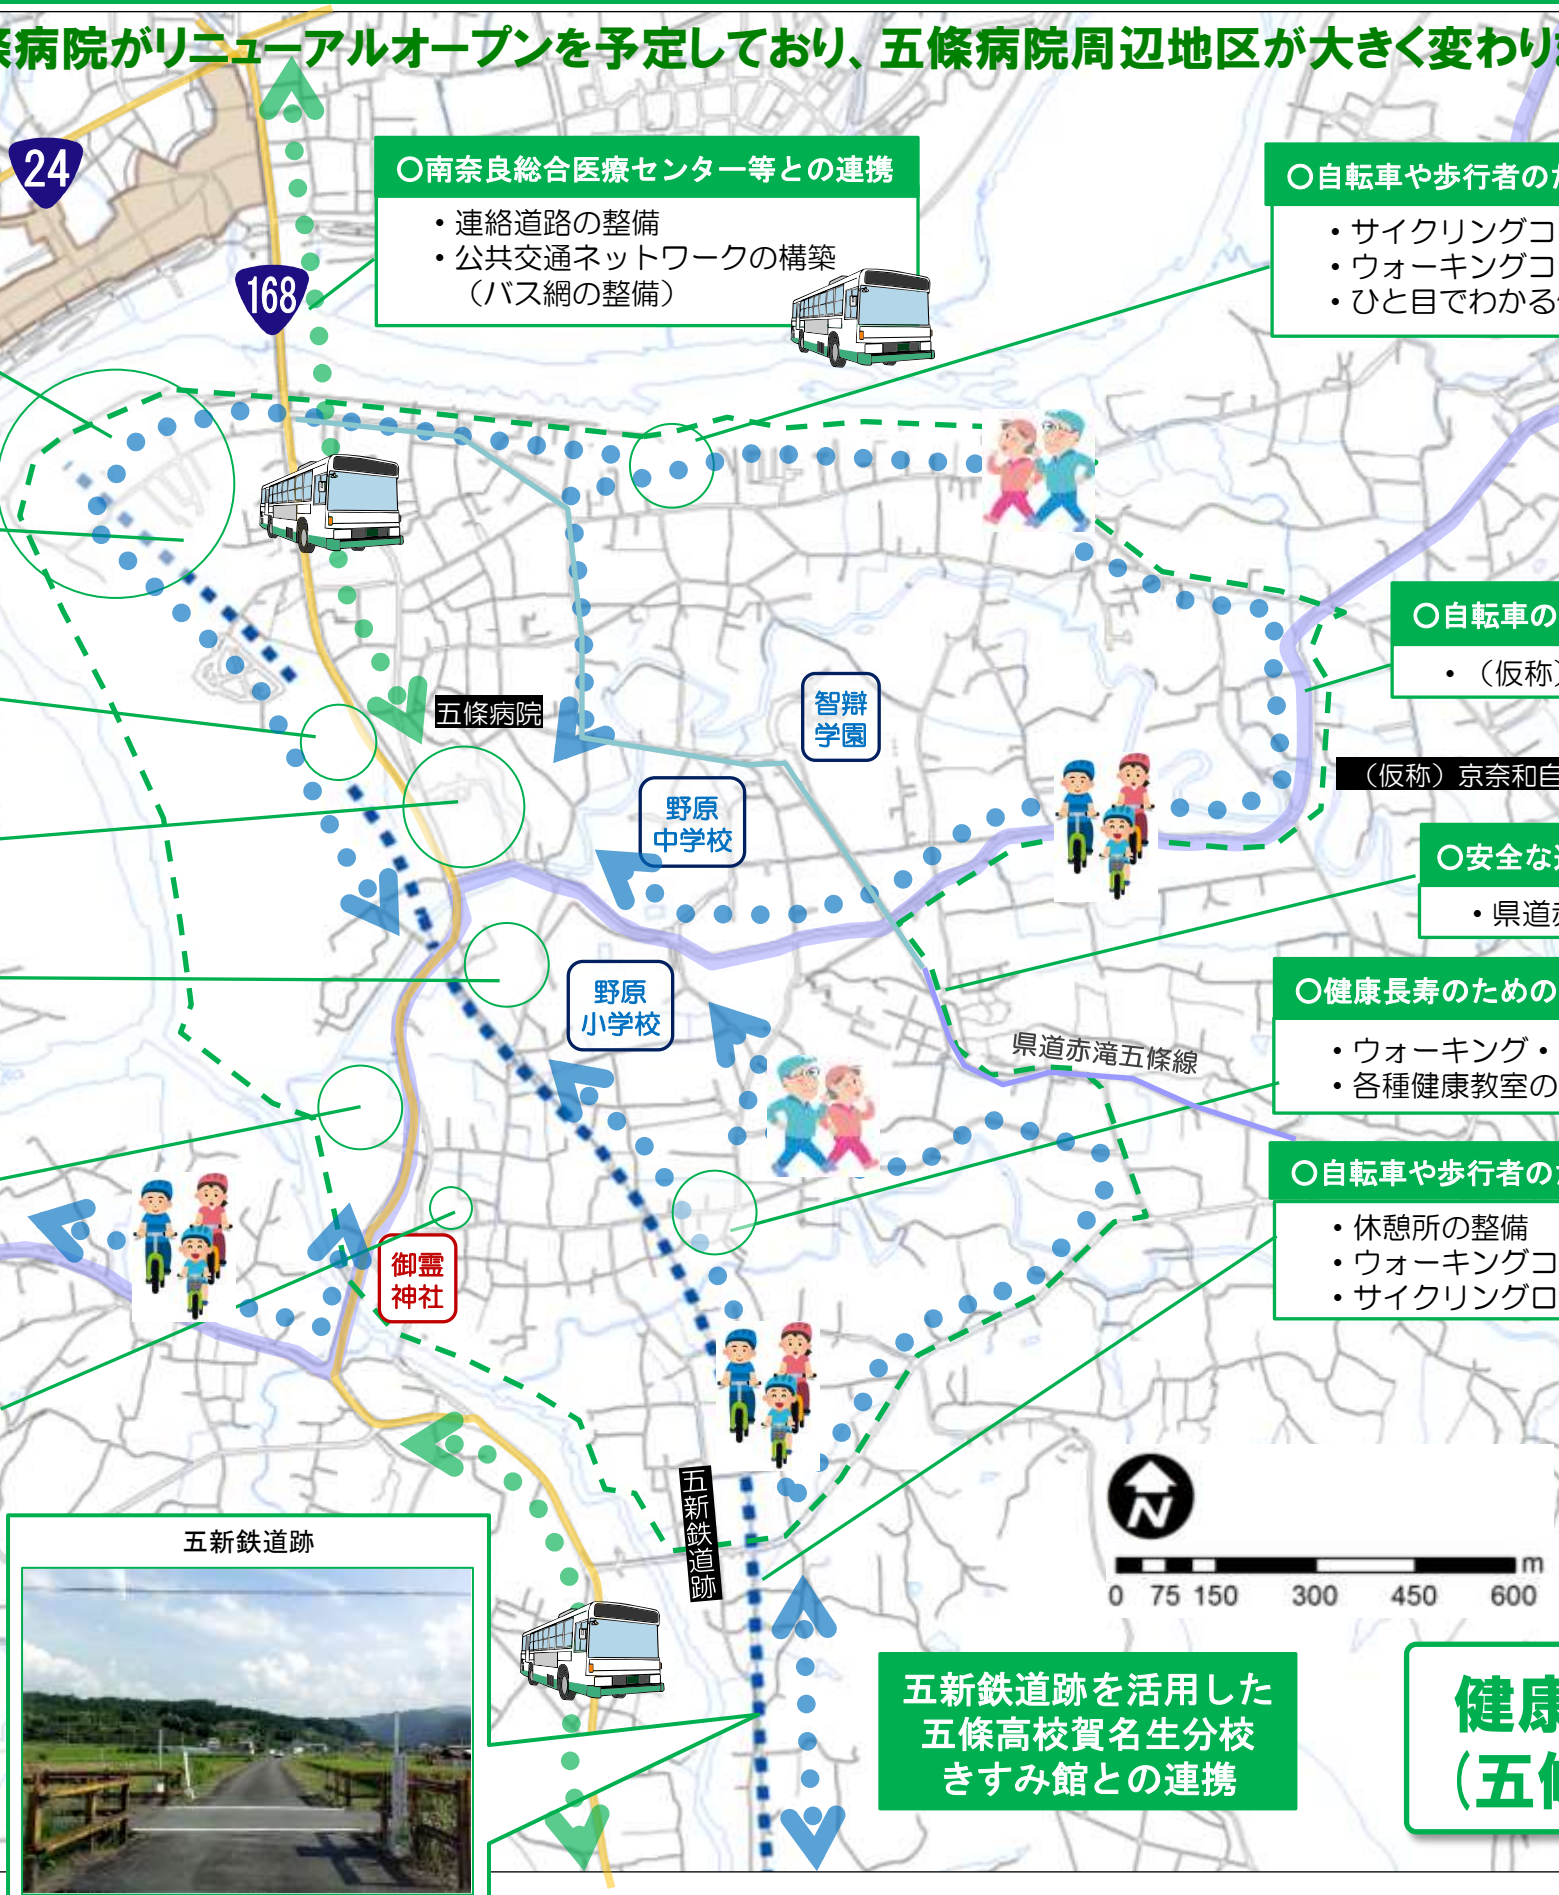 條病院がリニューアルオープンを予定しており、五條病院周辺地区が大きく変わりま
24
168
〇南奈良総合医療センター等との連携
・連絡道路の整備
・公共交通ネットワークの構築
（バス網の整備）
〇自転車や歩行者のた
・サイクリングコ
・ウォーキングコ
・ひと目でわかる
〇自転車の
・（仮称）
五條病院
智辯
学園
（仮称）京奈和自
野原
中学校
〇安全な
・県道赤
野原
小学校
〇健康長寿のための
・ウォーキング・
・各種健康教室の
県道赤滝五條線
〇自転車や歩行者のた
・休憩所の整備
・ウォーキングコ
・サイクリングロ
御霊
神社
五新鉄道跡
N
m
0 75 150 300 450 600
五新鉄道跡
五新鉄道跡を活用した
五條高校賀名生分校
きすみ館との連携
健康
(五條